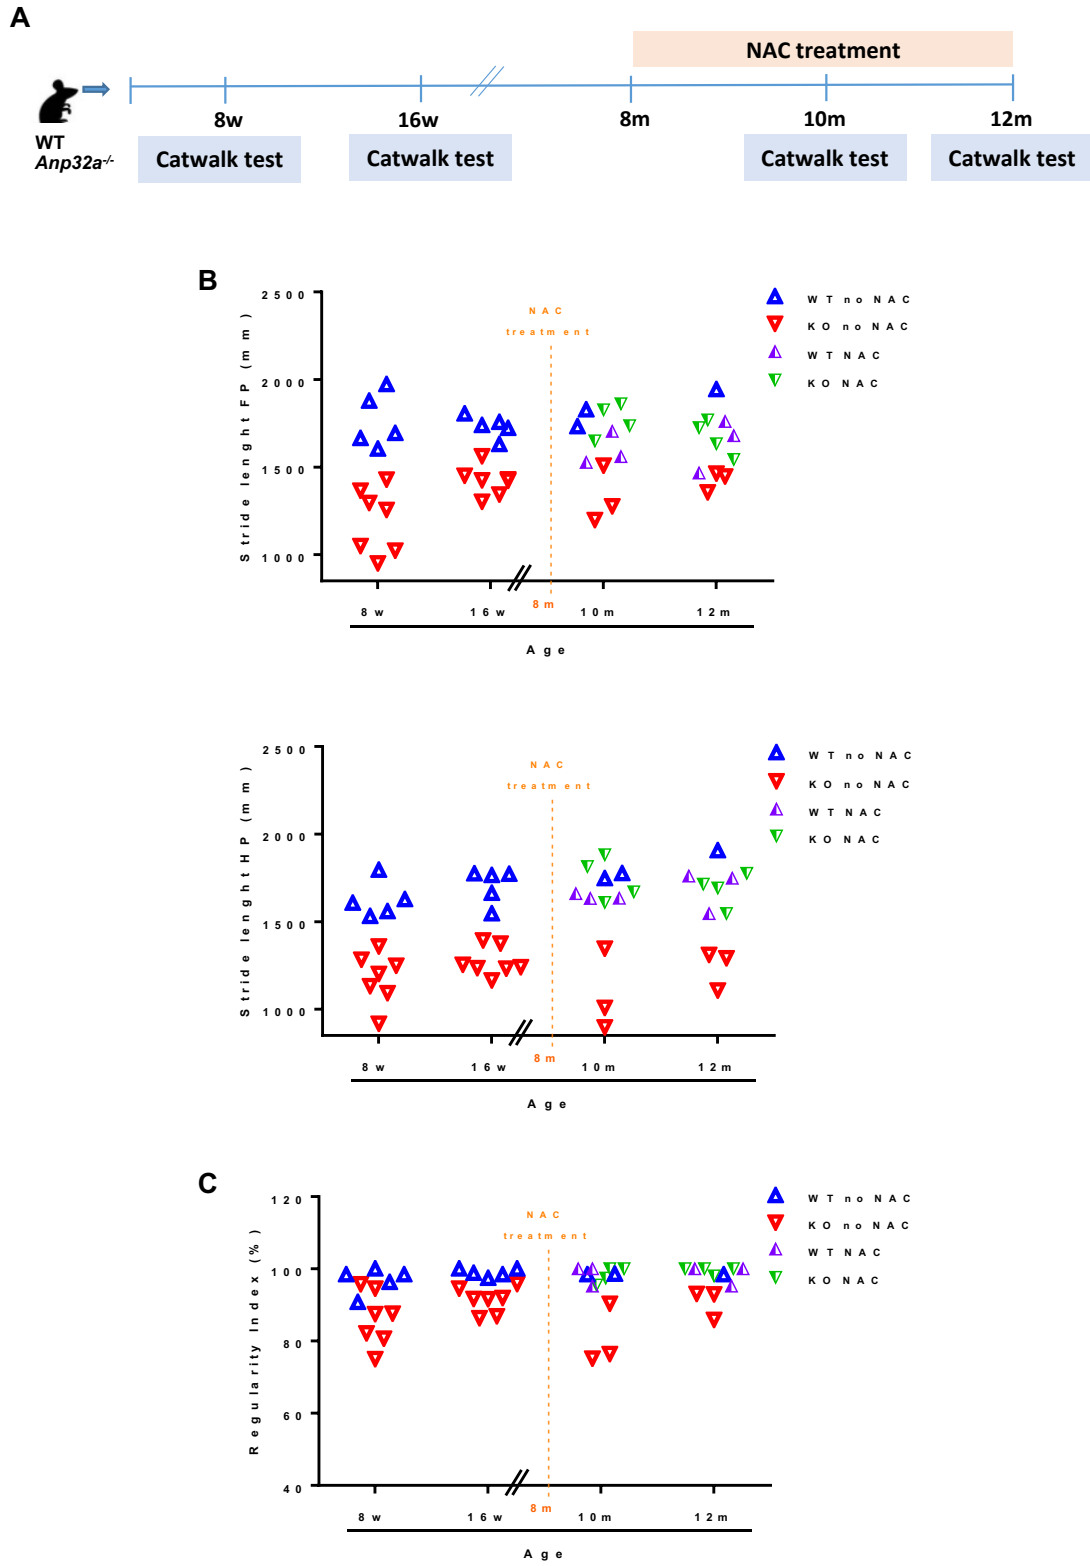 A
NAC treatment
8w 16w 8m 10m 12m
WT
Anp32a-/-
Catwalk test Catwalk test Catwalk test Catwalk test
B
Stride lenght FP (mm)
2500
2000
1500
1000
NAC
treatment
WT no NAC
KO no NAC
WT NAC
KO NAC
8w 16w 8m 10m 12m
Age
Stride lenght HP (mm)
2500
2000
1500
1000
NAC
treatment
WT no NAC
KO no NAC
WT NAC
KO NAC
8w 16w 8m 10m 12m
Age
C
Regularity Index (%)
120
100
80
60
40
NAC
treatment
WT no NAC
KO no NAC
WT NAC
KO NAC
8w 16w 8m 10m 12m
Age